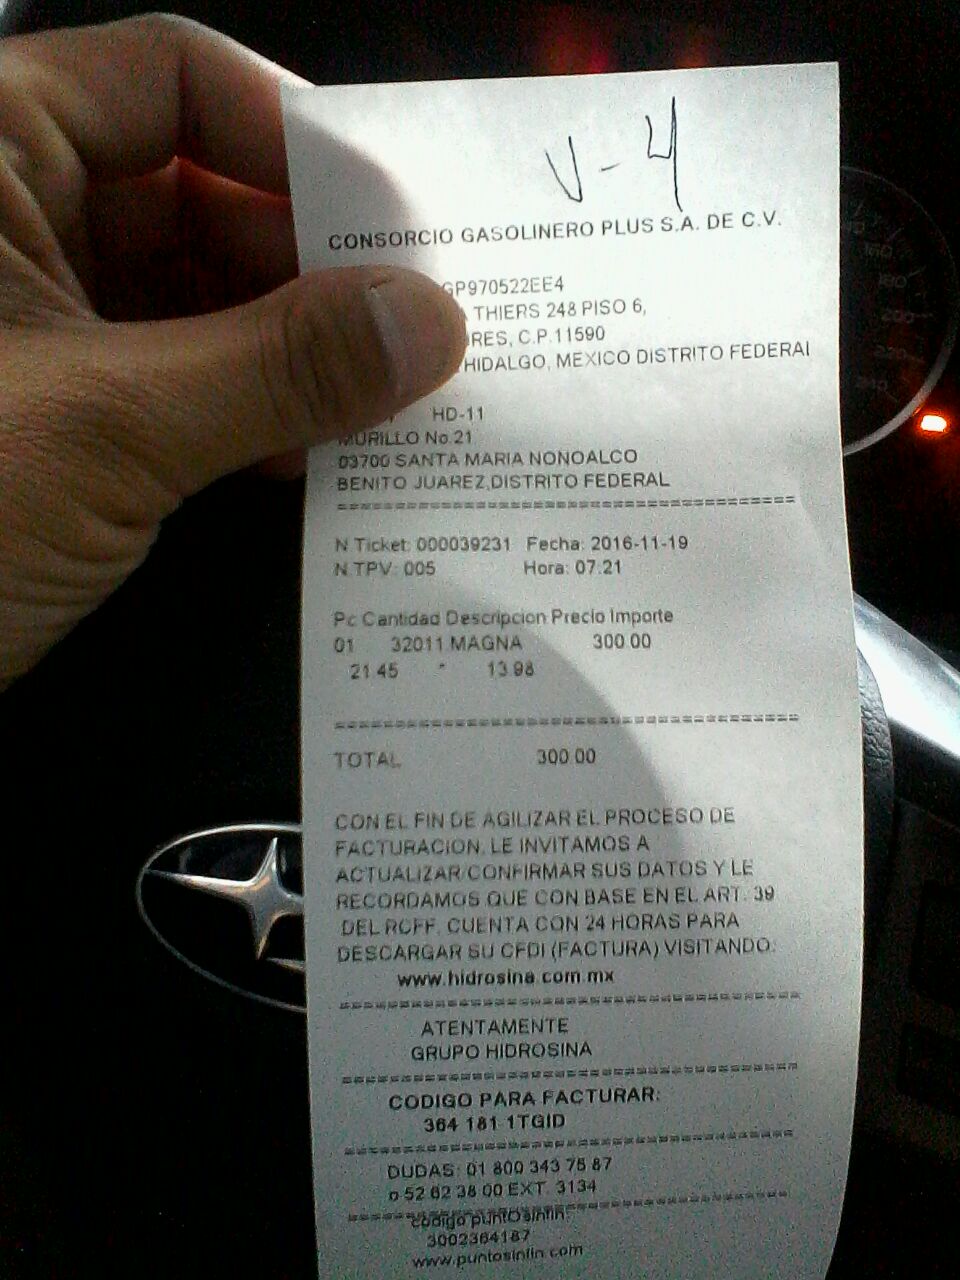 V-4
CONSORCIO GASOLINERO PLUS S.A. DE C.V.
GP970522EE4
THIERS 248 PISO 6,
RES, C.P.11590
HIDALGO, MEXICO DISTRITO FEDERAl
HD-11
MURILLO No.21
03700 SANTA MARIA NONOALCO
BENITO JUAREZ,DISTRITO FEDERAL
N Ticket: 000039231 Fecha: 2016-11-19
N TPV: 005 Hora: 07:21
Pc Cantidad Descripcion Precio Importe
01 32011 MAGNA 300.00
21.45 * 13.98
TOTAL 300.00
CON EL FIN DE AGILIZAR EL PROCESO DE
FACTURACION, LE INVITAMOS A
ACTUALIZAR/CONFIRMAR SUS DATOS Y LE
RECORDAMOS QUE CON BASE EN EL ART. 39
DEL RCFF, CUENTA CON 24 HORAS PARA
DESCARGAR SU CFDI (FACTURA) VISITANDO:
www.hidrosina.com.mx
ATENTAMENTE
GRUPO HIDROSINA
CODIGO PARA FACTURAR:
364 181 1TGID
DUDAS: 01 800 343 75 87
o 52 62 38 00 EXT. 3134
codigo puntOsinfin:
3002364187
www.puntosinfin.com